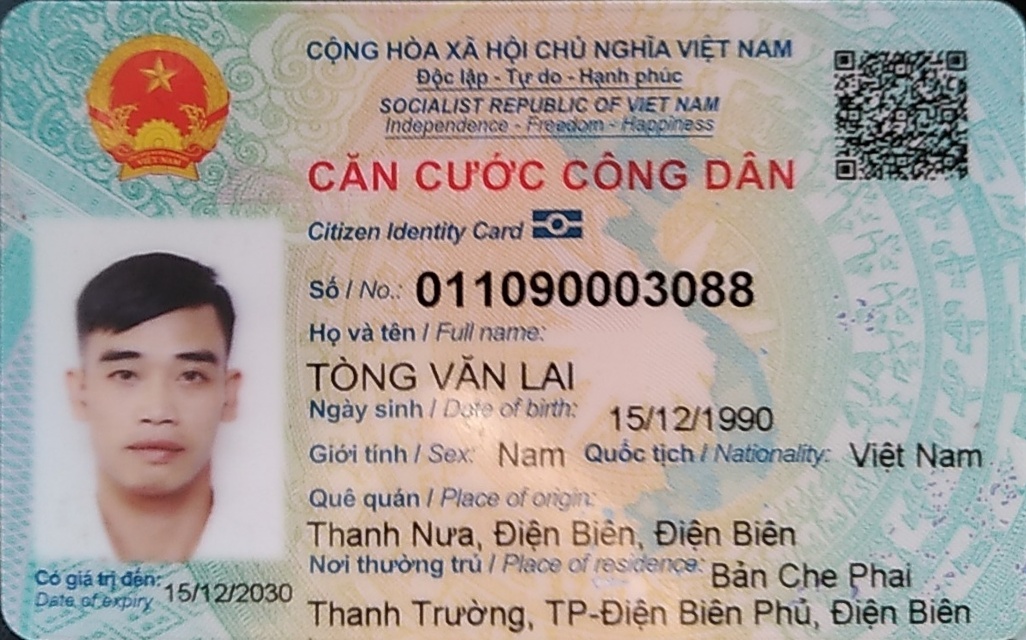 CỘNG HÒA XÃ HỘI CHỦ NGHĨA VIỆT NAM
Độc lập - Tự do - Hạnh phúc
SOCIALIST REPUBLIC OF VIET NAM
Independence - Freedom - Happiness
CĂN CƯỚC CÔNG DÂN
Citizen Identity Card
Số / No.: 011090003088
Họ và tên / Full name:
TÒNG VĂN LAI
Ngày sinh / Date of birth: 15/12/1990
Giới tính / Sex: Nam Quốc tịch / Nationality: Việt Nam
Quê quán / Place of origin:
Thanh Nưa, Điện Biên, Điện Biên
Nơi thường trú / Place of residence: Bản Che Phai
Thanh Trường, TP-Điện Biên Phủ, Điện Biên
VIỆT NAM
Có giá trị đến: 15/12/2030
Date of expiry